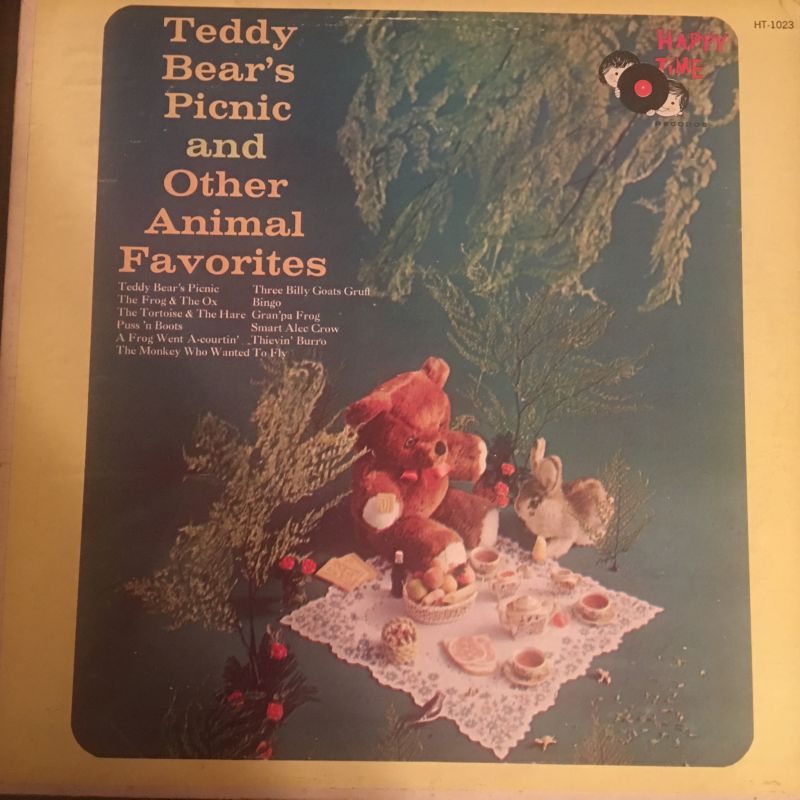 Teddy
Bear's
Picnic
and
Other
Animal
Favorites
HT-1023
HAPPY
TIME
RECORDS
Teddy Bear's Picnic
The Frog & The Ox
The Tortoise & The Hare
Puss 'n Boots
A Frog Went A-courtin'
The Monkey Who Wanted To Fly
Three Billy Goats Gruff
Bingo
Gran'pa Frog
Smart Alec Crow
Thievin' Burro